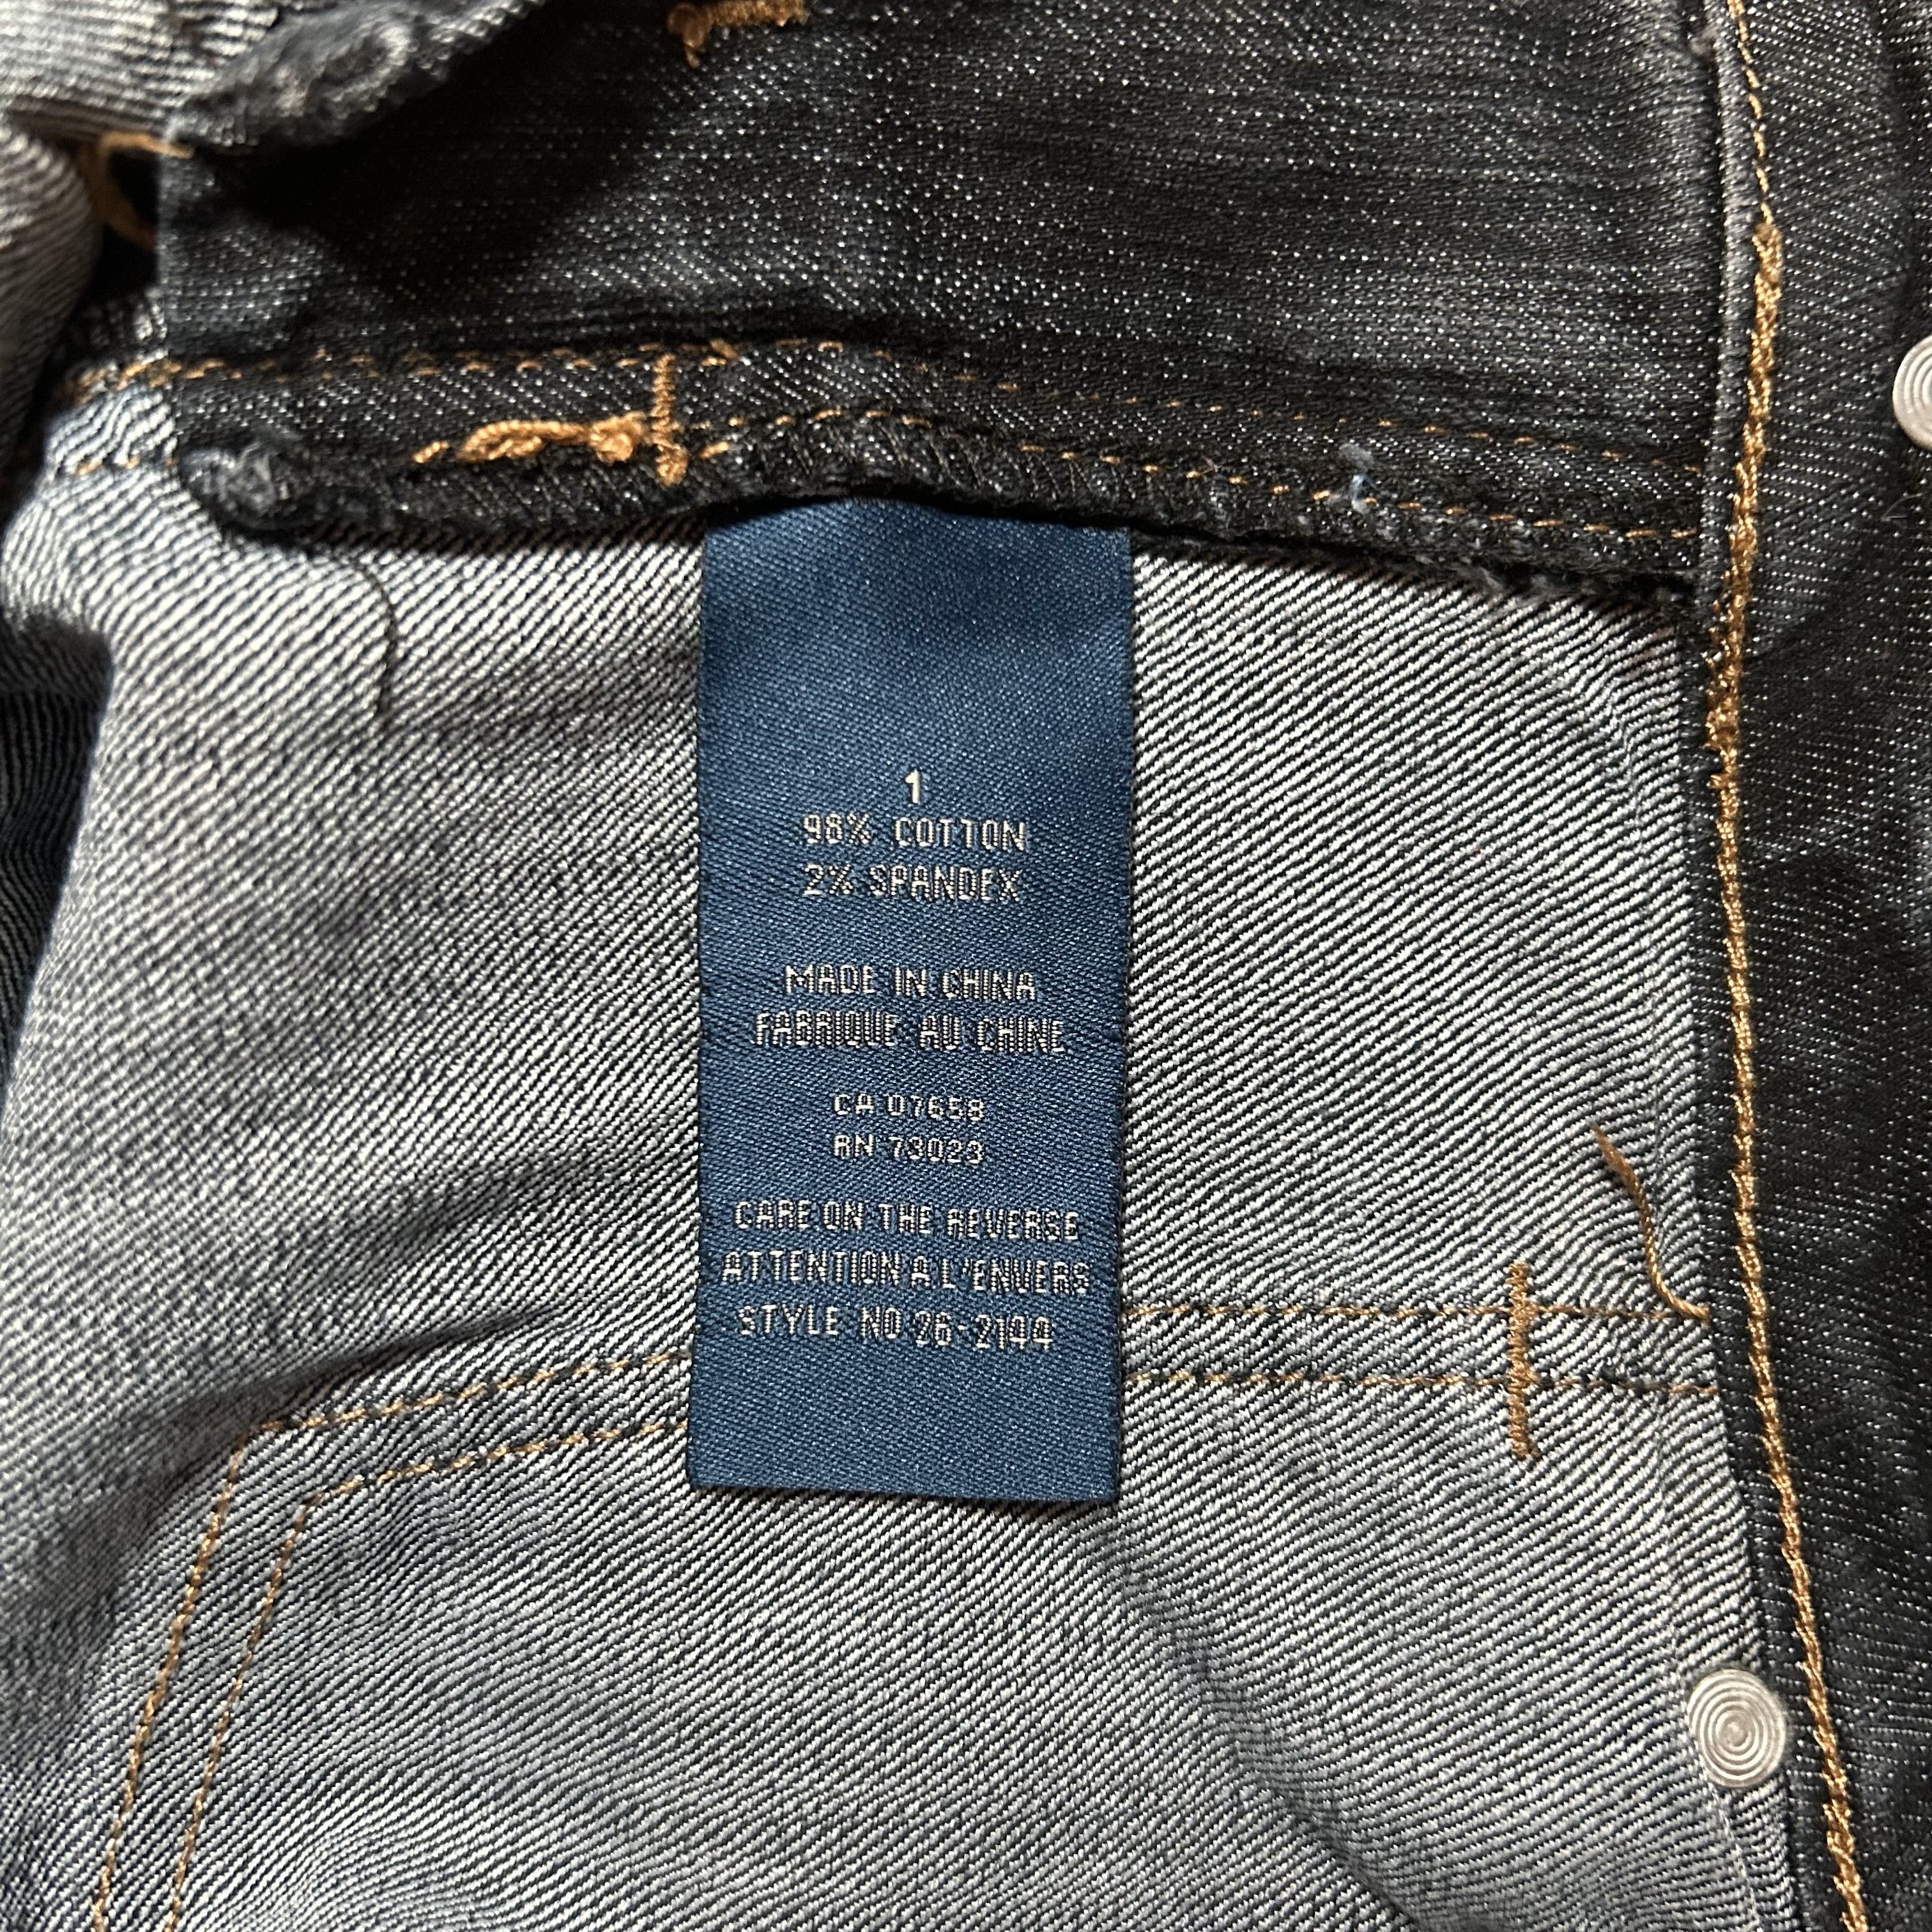 1
98% COTTON
2% SPANDEX
MADE IN CHINA
FABRIQUE AU CHINE
CA 07658
RN 73023
CARE ON THE REVERSE
ATTENTION A L'ENVERS
STYLE NO 26-2144